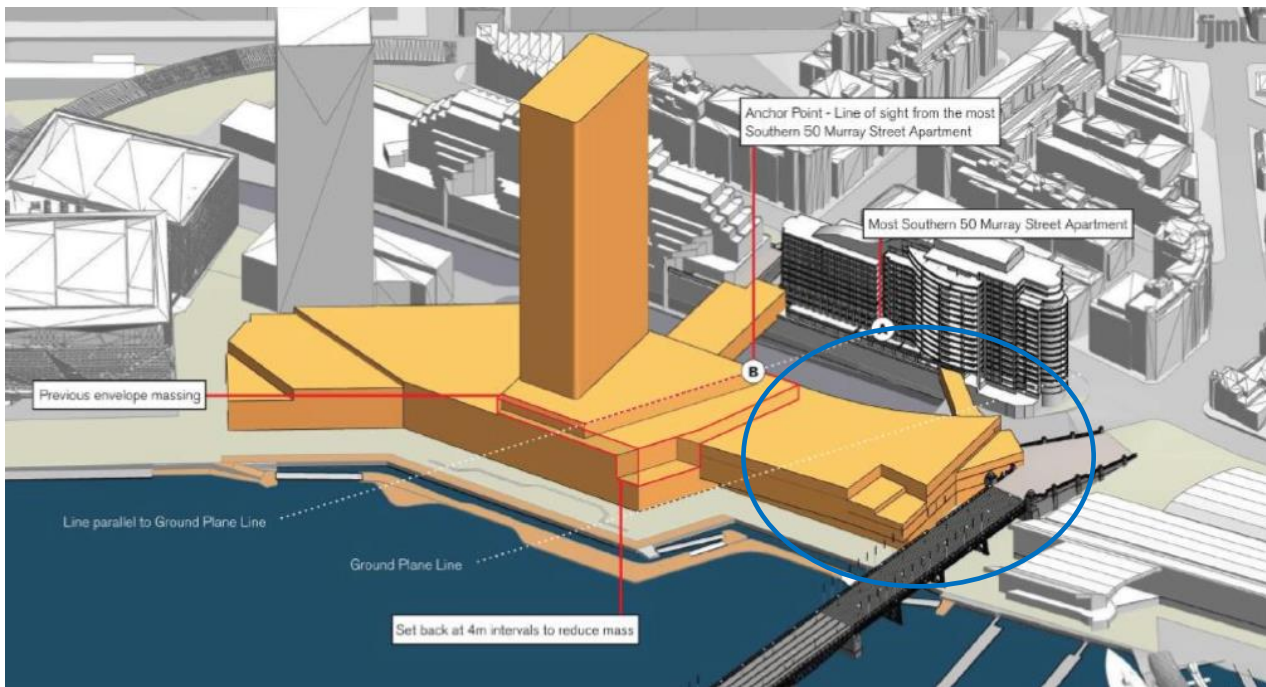 fjmt
Anchor Point - Line of sight from the most
Southern 50 Murray Street Apartment
Most Southern 50 Murray Street Apartment
A
B
Previous envelope massing
Line parallel to Ground Plane Line
Ground Plane Line
Set back at 4m intervals to reduce mass